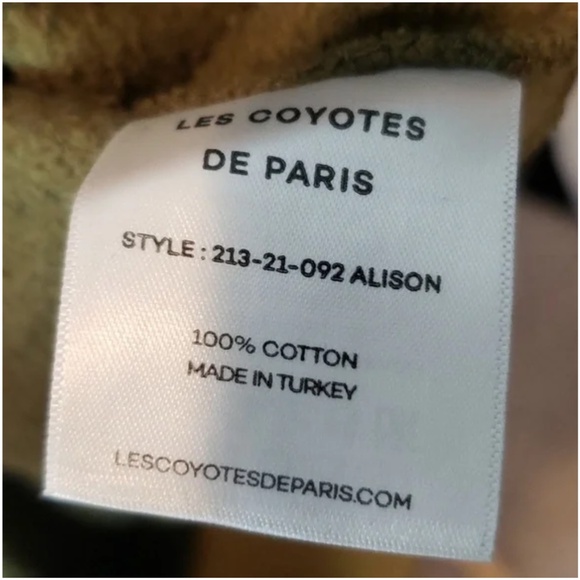 LES COYOTES
DE PARIS
STYLE : 213-21-092 ALISON
100% COTTON
MADE IN TURKEY
LESCOYOTESDEPARIS.COM